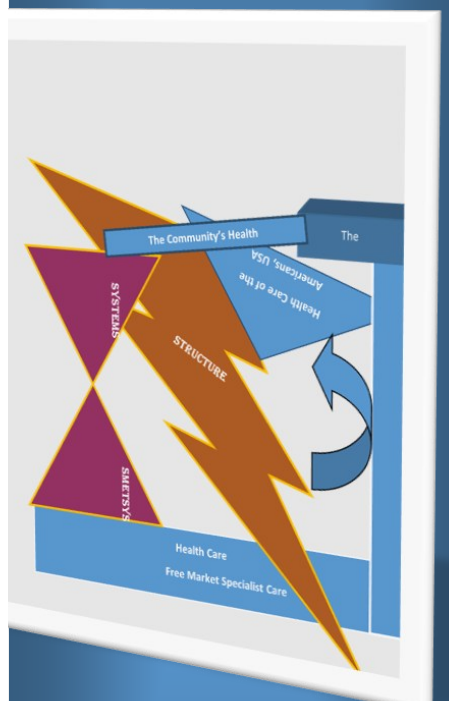 The Community's Health
The
Health Care of the
Americans, USA
SYSTEMS
STRUCTURE
SMETSYS
Health Care
Free Market Specialist Care